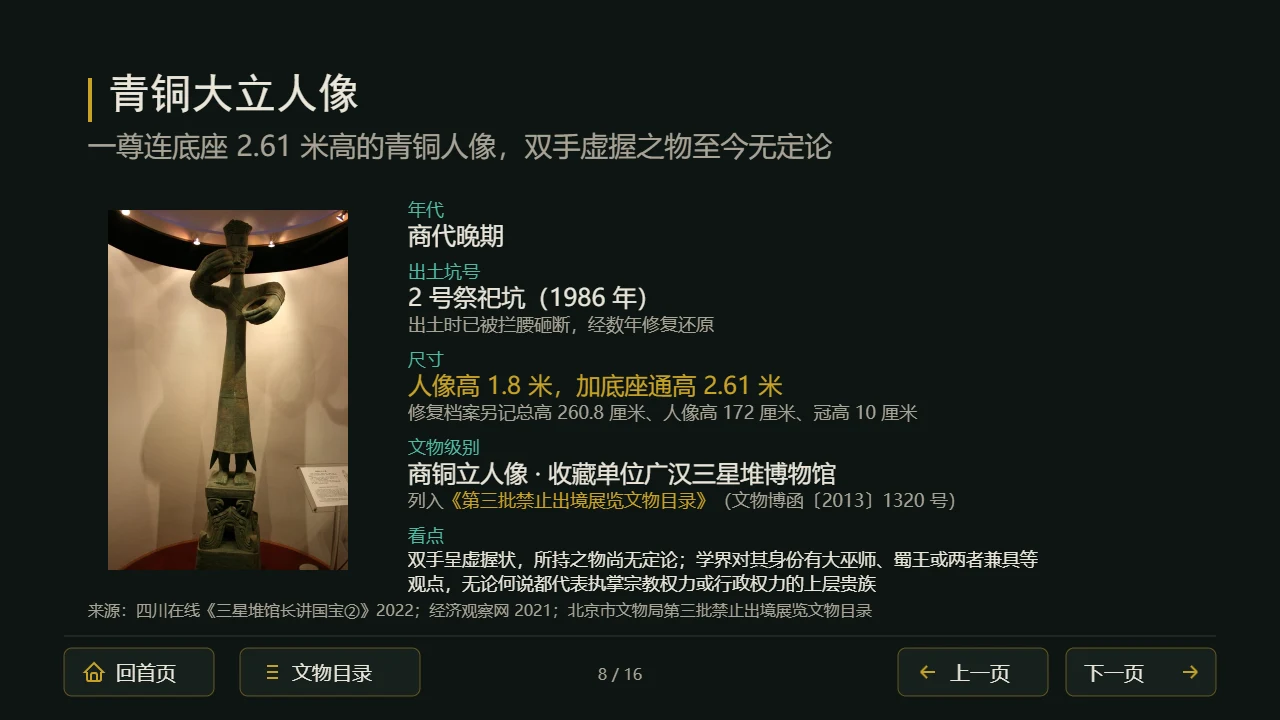 青铜大立人像
一尊连底座 2.61 米高的青铜人像，双手虚握之物至今无定论
年代
商代晚期
出土坑号
2 号祭祀坑（1986 年）
出土时已被拦腰砸断，经数年修复还原
尺寸
人像高 1.8 米，加底座通高 2.61 米
修复档案另记总高 260.8 厘米、人像高 172 厘米、冠高 10 厘米
文物级别
商铜立人像 · 收藏单位广汉三星堆博物馆
列入《第三批禁止出境展览文物目录》（文物博函〔2013〕1320 号）
看点
双手呈虚握状，所持之物尚无定论；学界对其身份有大巫师、蜀王或两者兼具等
观点，无论何说都代表执掌宗教权力或行政权力的上层贵族
来源：四川在线《三星堆馆长讲国宝②》2022；经济观察网 2021；北京市文物局第三批禁止出境展览文物目录
回首页
文物目录
8 / 16
上一页
下一页